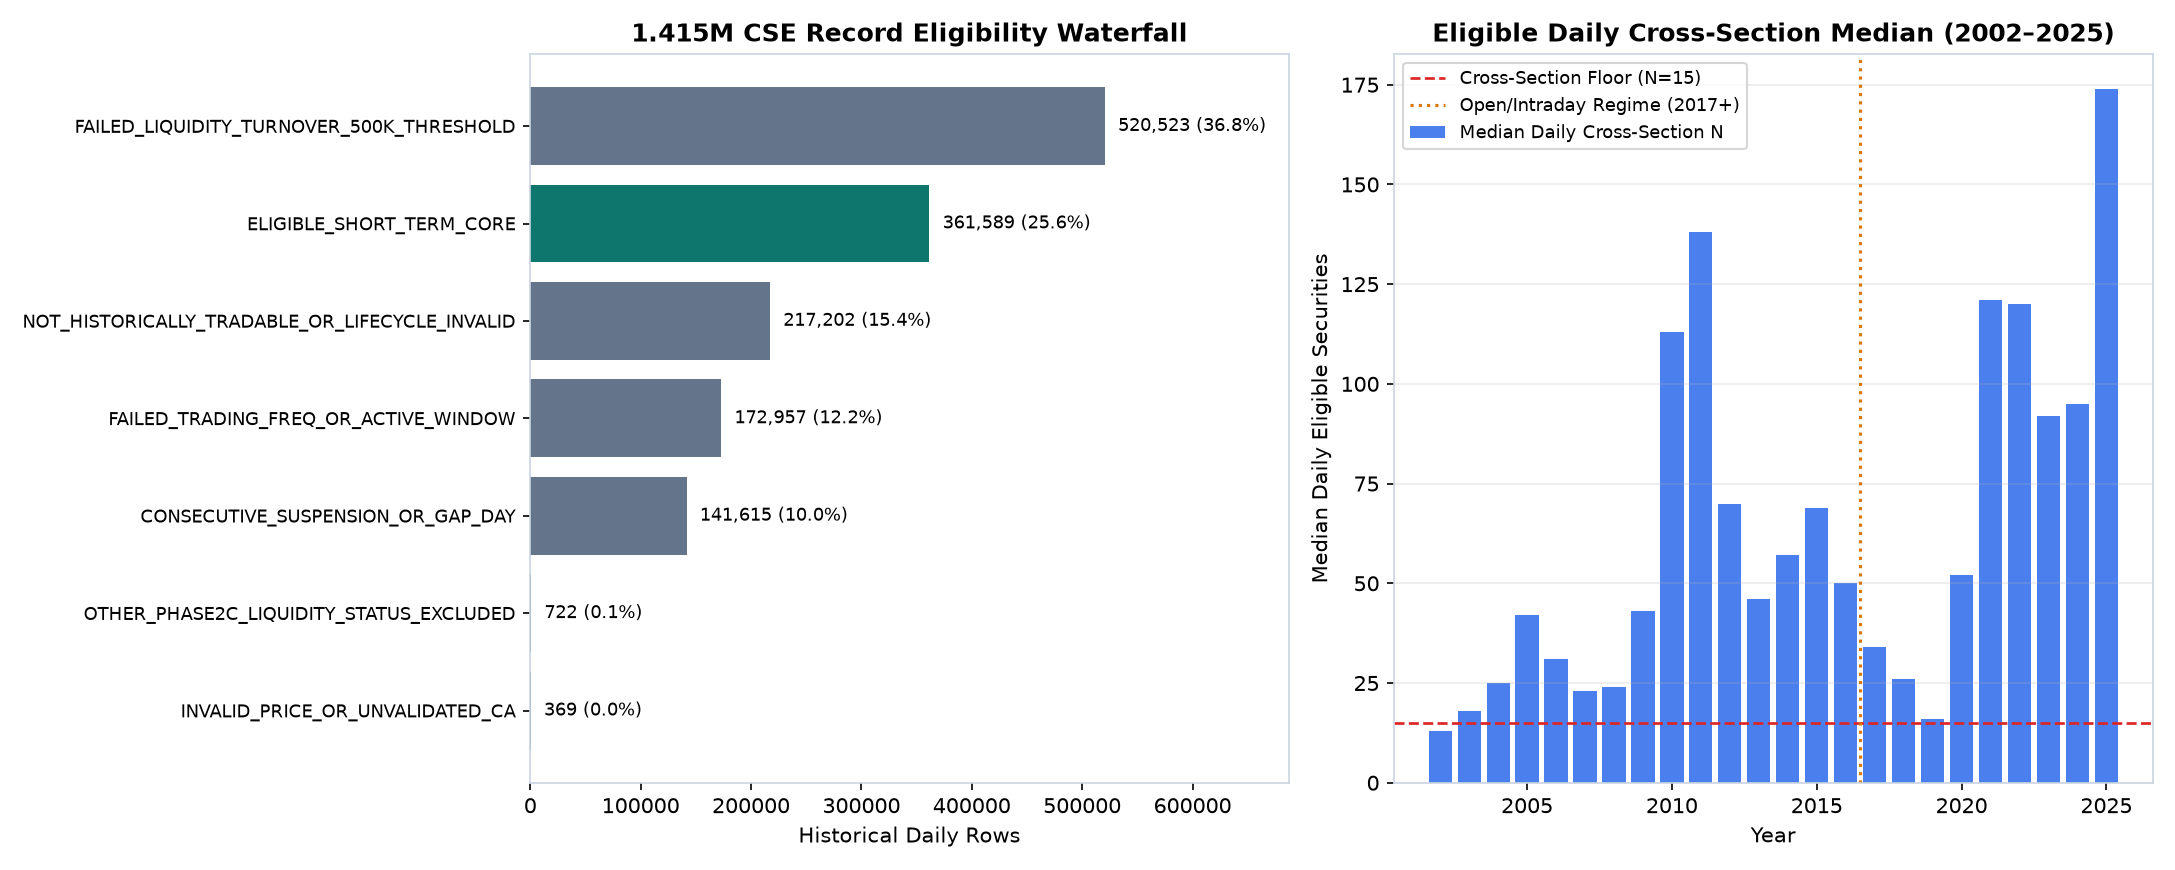 1.415M CSE Record Eligibility Waterfall
FAILED_LIQUIDITY_TURNOVER_500K_THRESHOLD
520,523 (36.8%)
ELIGIBLE_SHORT_TERM_CORE
361,589 (25.6%)
NOT_HISTORICALLY_TRADABLE_OR_LIFECYCLE_INVALID
217,202 (15.4%)
FAILED_TRADING_FREQ_OR_ACTIVE_WINDOW
172,957 (12.2%)
CONSECUTIVE_SUSPENSION_OR_GAP_DAY
141,615 (10.0%)
OTHER_PHASE2C_LIQUIDITY_STATUS_EXCLUDED
722 (0.1%)
INVALID_PRICE_OR_UNVALIDATED_CA
369 (0.0%)
0 100000 200000 300000 400000 500000 600000
Historical Daily Rows
Eligible Daily Cross-Section Median (2002–2025)
Cross-Section Floor (N=15)
Open/Intraday Regime (2017+)
Median Daily Cross-Section N
Median Daily Eligible Securities
175
150
125
100
75
50
25
0
2005 2010 2015 2020 2025
Year